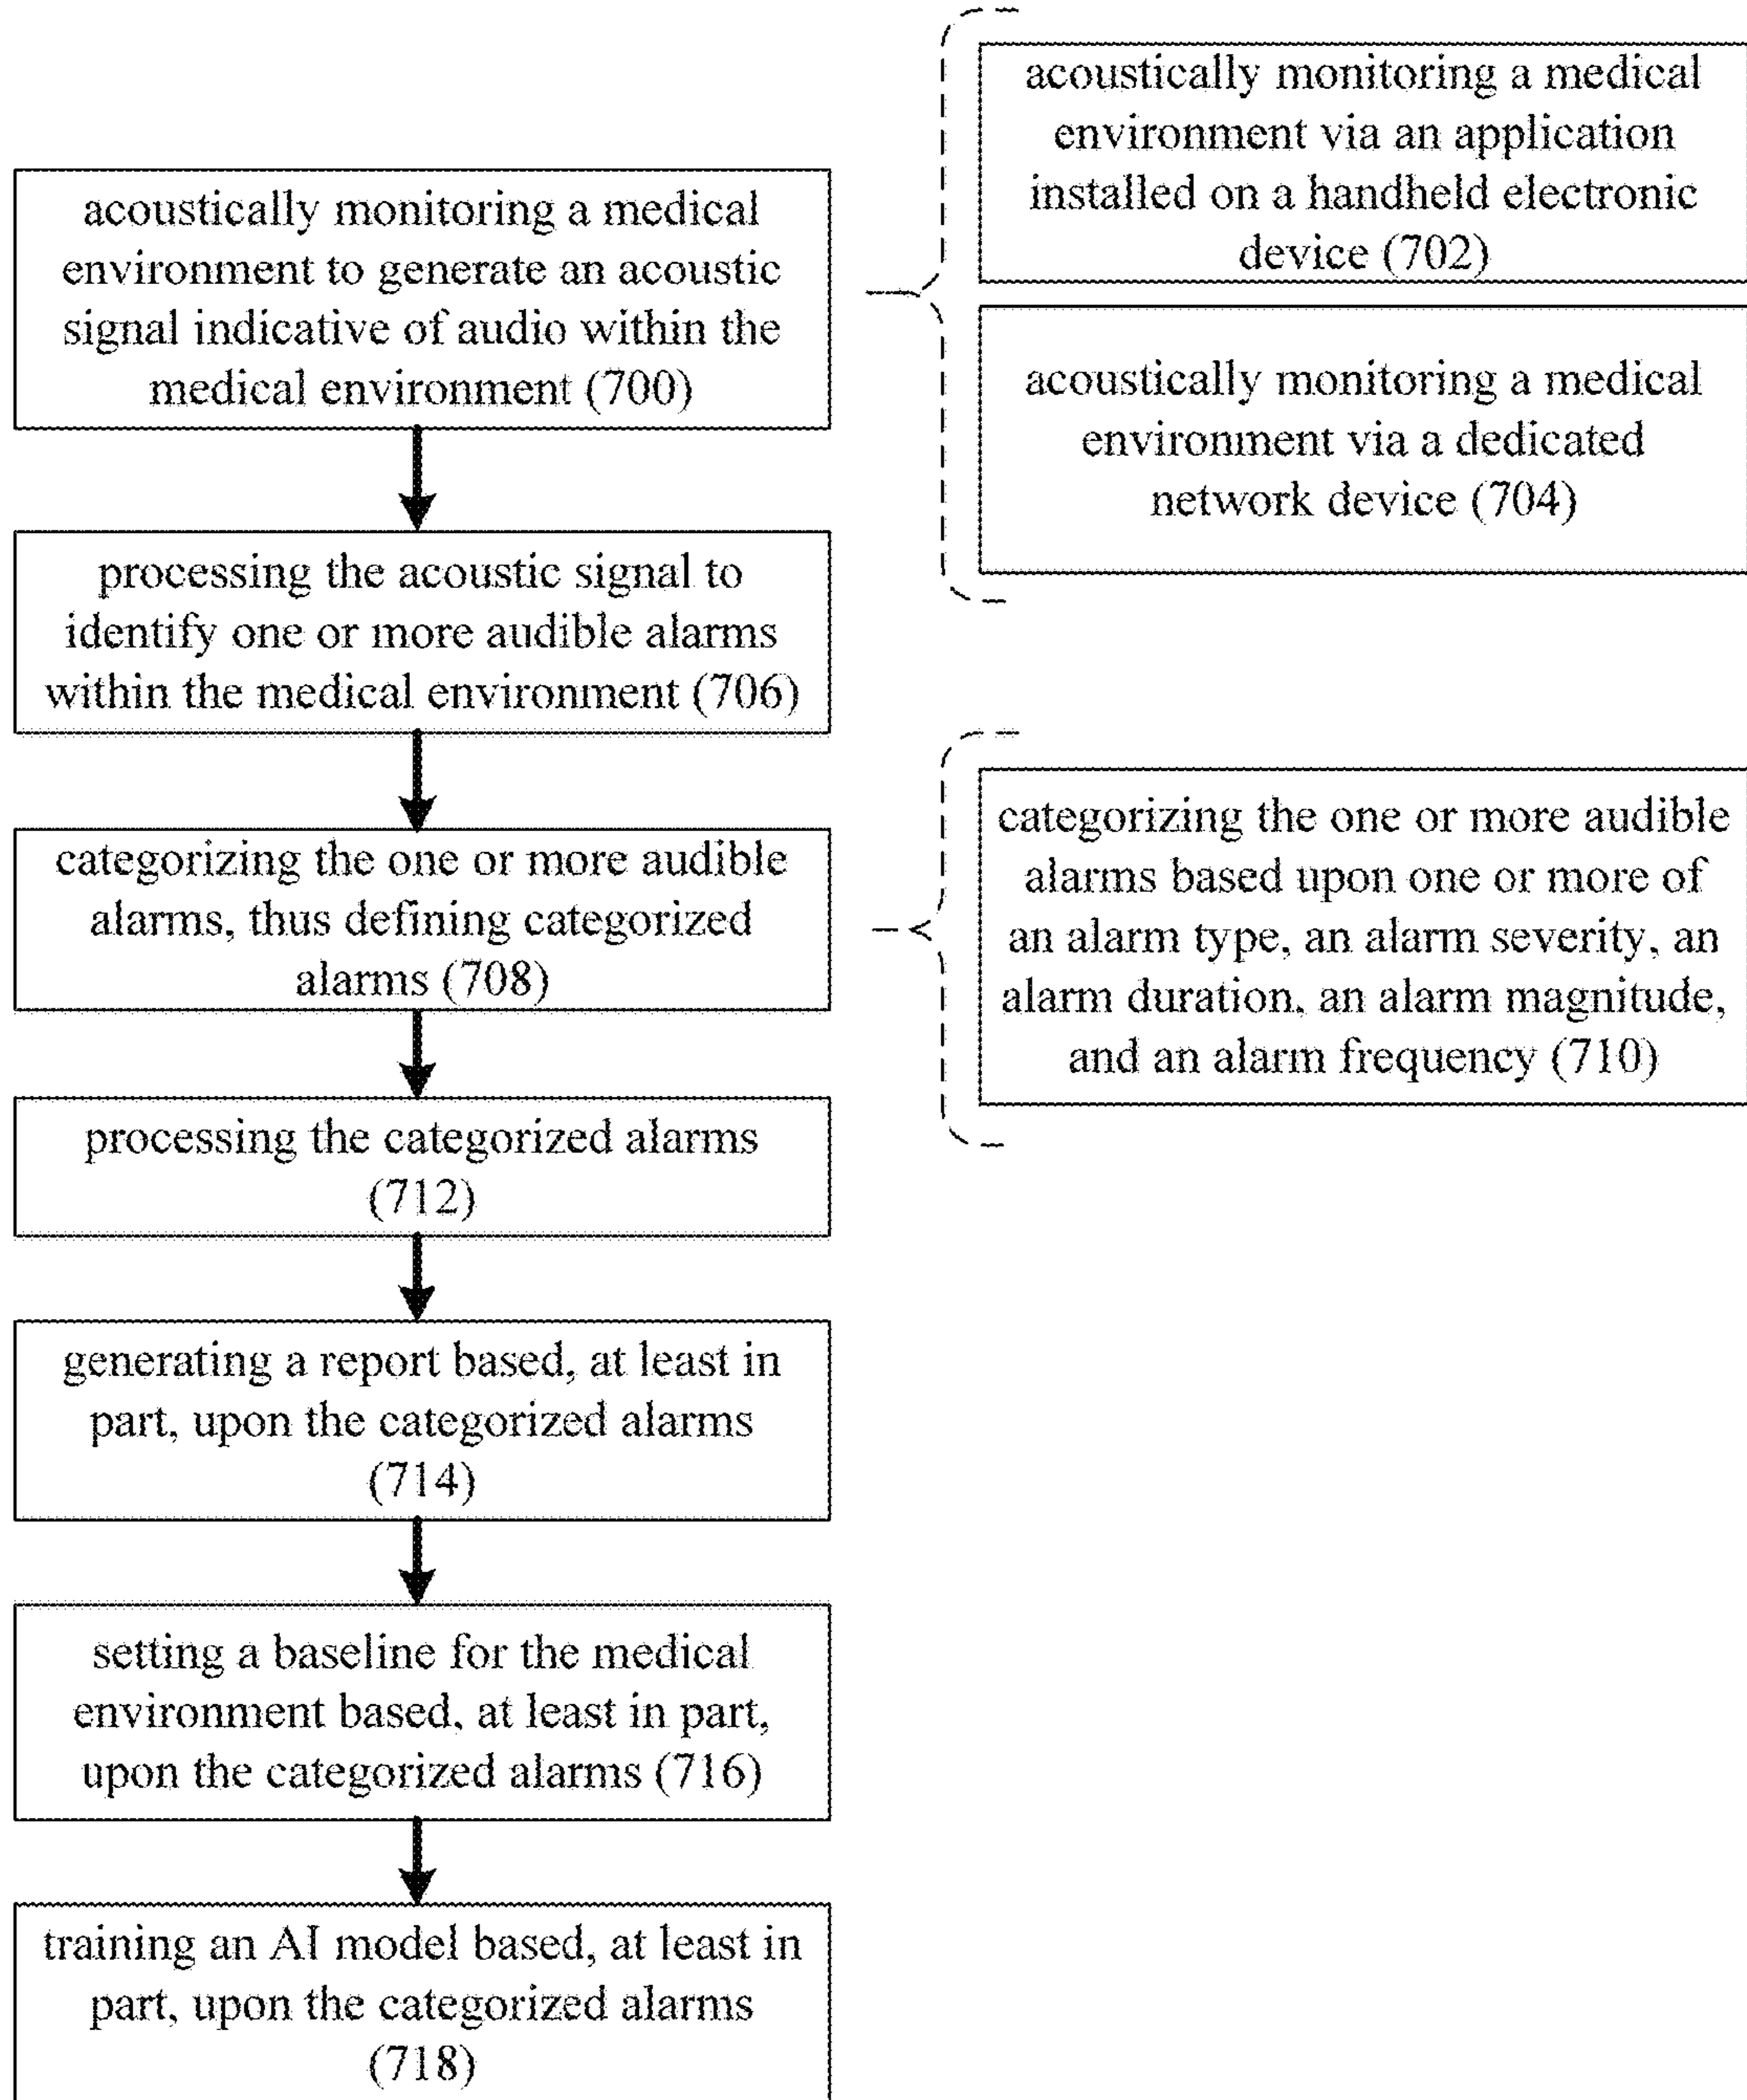 acoustically monitoring a medical
environment to generate an acoustic
signal indicative of audio within the
medical environment (700)
acoustically monitoring a medical
environment via an application
installed on a handheld electronic
device (702)
acoustically monitoring a medical
environment via a dedicated
network device (704)
processing the acoustic signal to
identify one or more audible alarms
within the medical environment (706)
categorizing the one or more audible
alarms, thus defining categorized
alarms (708)
categorizing the one or more audible
alarms based upon one or more of
an alarm type, an alarm severity, an
alarm duration, an alarm magnitude,
and an alarm frequency (710)
processing the categorized alarms
(712)
generating a report based, at least in
part, upon the categorized alarms
(714)
setting a baseline for the medical
environment based, at least in part,
upon the categorized alarms (716)
training an AI model based, at least in
part, upon the categorized alarms
(718)